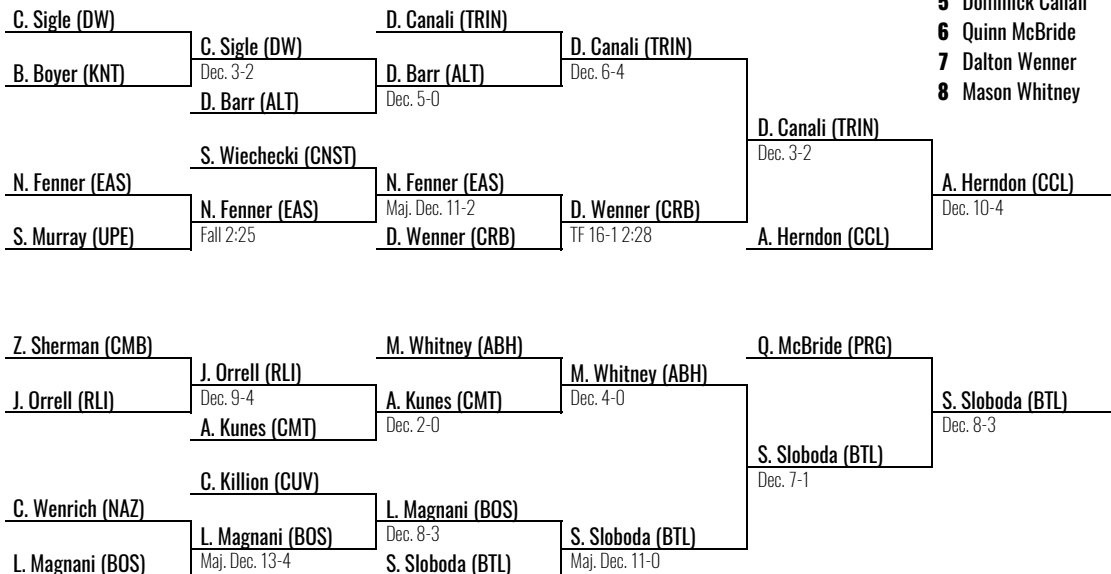 5 Dominick Canali
6 Quinn McBride
7 Dalton Wenner
8 Mason Whitney
C. Sigle (DW)
B. Boyer (KNT)
N. Fenner (EAS)
S. Murray (UPE)
C. Sigle (DW)
Dec. 3-2
D. Barr (ALT)
S. Wiechecki (CNST)
N. Fenner (EAS)
Fall 2:25
D. Canali (TRIN)
D. Barr (ALT)
Dec. 5-0
N. Fenner (EAS)
Maj. Dec. 11-2
D. Wenner (CRB)
D. Canali (TRIN)
Dec. 6-4
D. Wenner (CRB)
TF 16-1 2:28
D. Canali (TRIN)
Dec. 3-2
A. Herndon (CCL)
A. Herndon (CCL)
Dec. 10-4
Z. Sherman (CMB)
J. Orrell (RLI)
C. Wenrich (NAZ)
L. Magnani (BOS)
J. Orrell (RLI)
Dec. 9-4
A. Kunes (CMT)
C. Killion (CUV)
L. Magnani (BOS)
Maj. Dec. 13-4
M. Whitney (ABH)
A. Kunes (CMT)
Dec. 2-0
L. Magnani (BOS)
Dec. 8-3
S. Sloboda (BTL)
M. Whitney (ABH)
Dec. 4-0
S. Sloboda (BTL)
Maj. Dec. 11-0
Q. McBride (PRG)
S. Sloboda (BTL)
Dec. 7-1
S. Sloboda (BTL)
Dec. 8-3